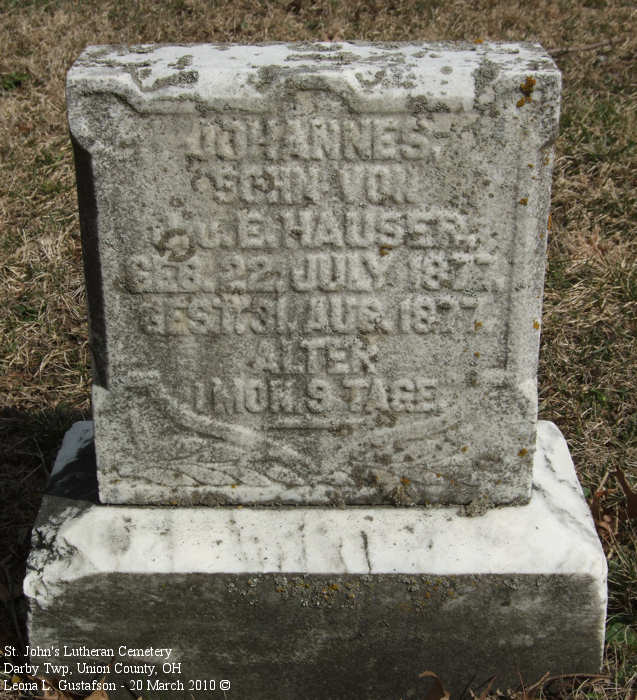 JOHANNES.
SOHN VON
J. & E. HAUSER.
GEB. 22. JULY 1877.
GEST. 31. AUG. 1877.
ALTER
1 MON. 9 TAGE.
St. John's Lutheran Cemetery
Darby Twp, Union County, OH
Leona L. Gustafson - 20 March 2010 ©